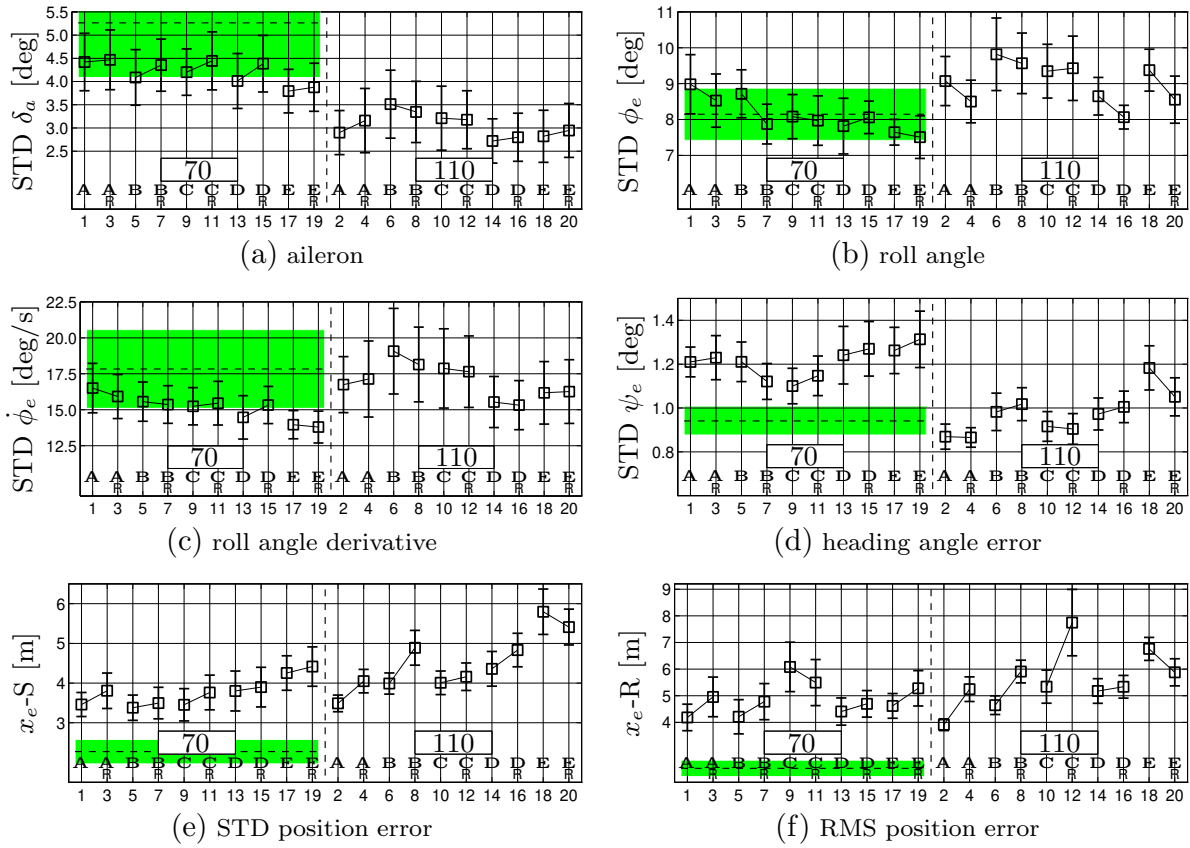 5.5
5.0
4.5
4.0
3.5
3.0
2.5
STD δₐ [deg]
70 110
A A B B C C D D E E A A B B C C D D E E
R R R R R R R R R R
1 3 5 7 9 11 13 15 17 19 2 4 6 8 10 12 14 16 18 20
(a) aileron
11
10
9
8
7
STD ϕₑ [deg]
70 110
A A B B C C D D E E A A B B C C D D E E
R R R R R R R R R R
1 3 5 7 9 11 13 15 17 19 2 4 6 8 10 12 14 16 18 20
(b) roll angle
22.5
20.0
17.5
15.0
12.5
STD ϕ̇ₑ [deg/s]
70 110
A A B B C C D D E E A A B B C C D D E E
R R R R R R R R R R
1 3 5 7 9 11 13 15 17 19 2 4 6 8 10 12 14 16 18 20
(c) roll angle derivative
1.4
1.2
1.0
0.8
STD ψₑ [deg]
70 110
A A B B C C D D E E A A B B C C D D E E
R R R R R R R R R R
1 3 5 7 9 11 13 15 17 19 2 4 6 8 10 12 14 16 18 20
(d) heading angle error
6
5
4
3
xₑ-S [m]
70 110
A A B B C C D D E E A A B B C C D D E E
R R R R R R R R R R
1 3 5 7 9 11 13 15 17 19 2 4 6 8 10 12 14 16 18 20
(e) STD position error
9
8
7
6
5
4
xₑ-R [m]
70 110
A A B B C C D D E E A A B B C C D D E E
R R R R R R R R R R
1 3 5 7 9 11 13 15 17 19 2 4 6 8 10 12 14 16 18 20
(f) RMS position error